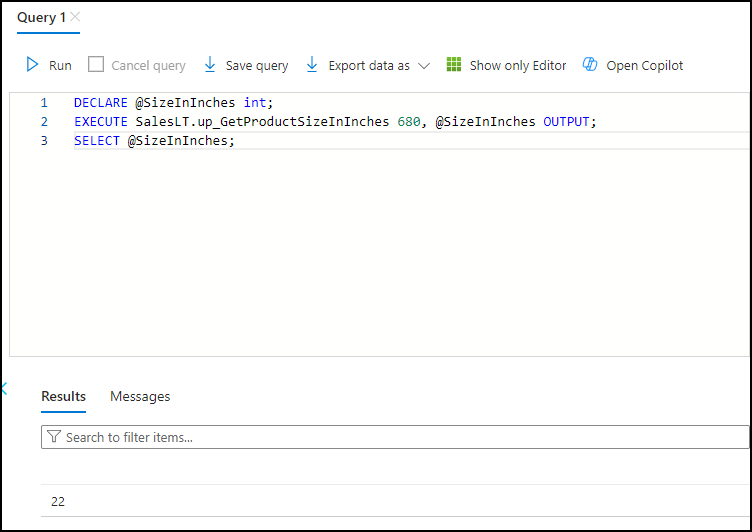 Query 1
Run Cancel query Save query Export data as Show only Editor Open Copilot
1 DECLARE @SizeInInches int;
2 EXECUTE SalesLT.up_GetProductSizeInInches 680, @SizeInInches OUTPUT;
3 SELECT @SizeInInches;
Results Messages
Search to filter items...
22